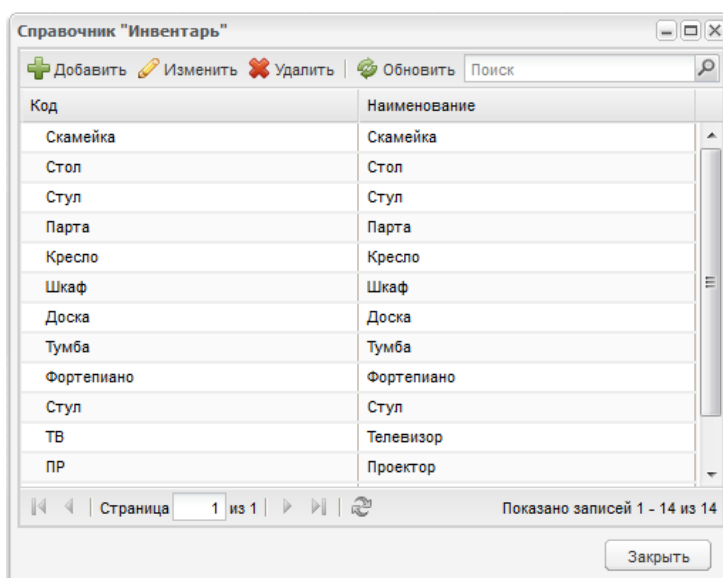 Справочник "Инвентарь"
Добавить Изменить Удалить Обновить Поиск
Код Наименование
Скамейка Скамейка
Стол Стол
Стул Стул
Парта Парта
Кресло Кресло
Шкаф Шкаф
Доска Доска
Тумба Тумба
Фортепиано Фортепиано
Стул Стул
ТВ Телевизор
ПР Проектор
Страница 1 из 1 Показано записей 1 - 14 из 14
Закрыть